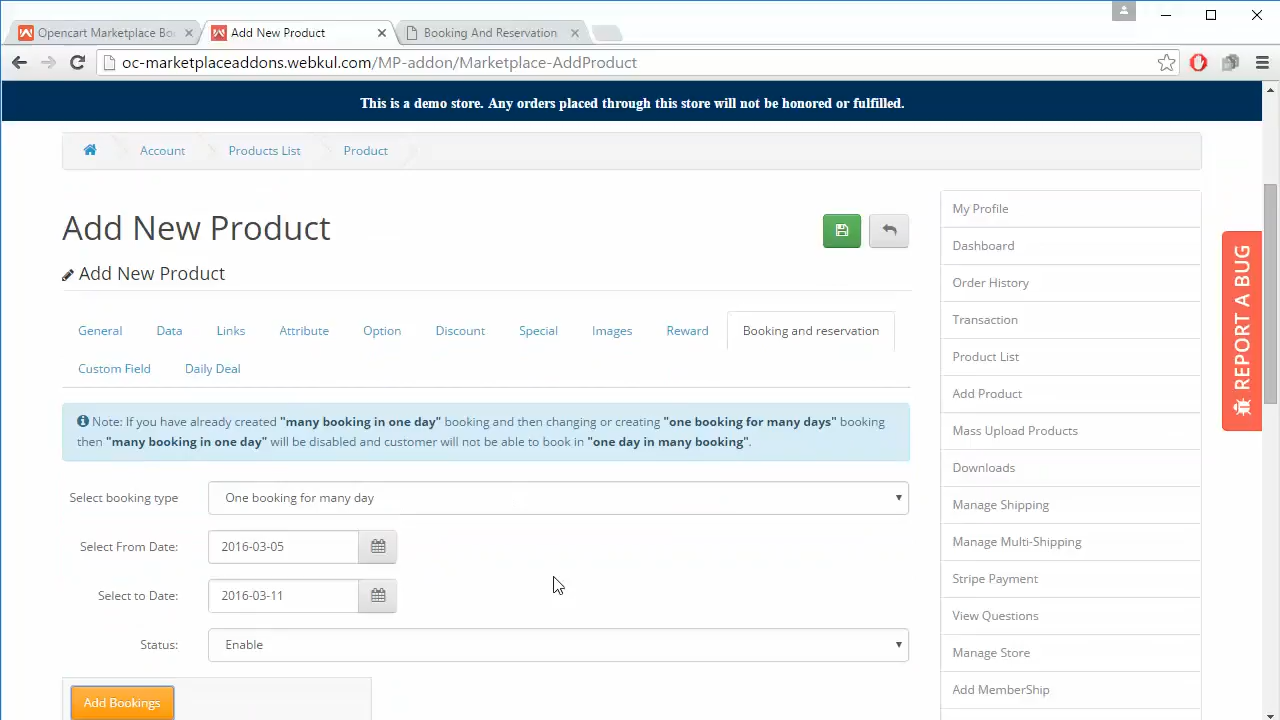 Opencart Marketplace Bo
Add New Product
Booking And Reservation
oc-marketplaceaddons.webkul.com/MP-addon/Marketplace-AddProduct
This is a demo store. Any orders placed through this store will not be honored or fulfilled.
Account
Products List
Product
Add New Product
Add New Product
General
Data
Links
Attribute
Option
Discount
Special
Images
Reward
Booking and reservation
Custom Field
Daily Deal
Note: If you have already created "many booking in one day" booking and then changing or creating "one booking for many days" booking
then "many booking in one day" will be disabled and customer will not be able to book in "one day in many booking".
Select booking type
One booking for many day
Select From Date:
2016-03-05
Select to Date:
2016-03-11
Status:
Enable
Add Bookings
My Profile
Dashboard
Order History
Transaction
Product List
Add Product
Mass Upload Products
Downloads
Manage Shipping
Manage Multi-Shipping
Stripe Payment
View Questions
Manage Store
Add MemberShip
REPORT A BUG